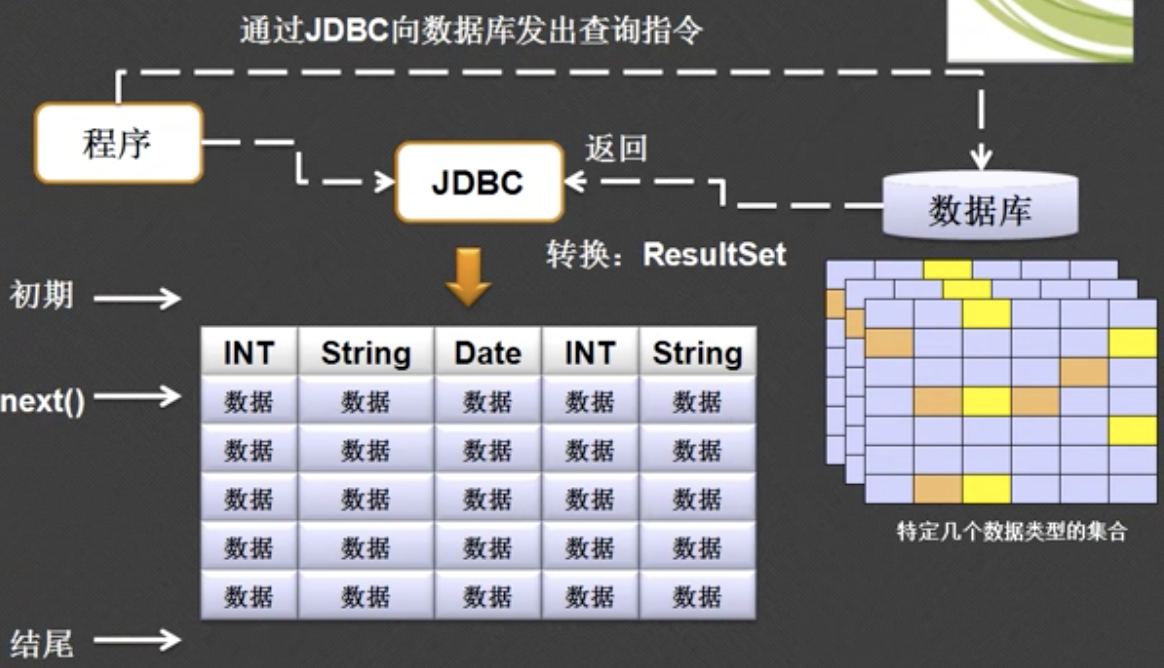 通过JDBC向数据库发出查询指令
程序
JDBC
返回
数据库
转换：ResultSet
初期
INT String Date INT String
next()
数据 数据 数据 数据 数据
数据 数据 数据 数据 数据
数据 数据 数据 数据 数据
数据 数据 数据 数据 数据
数据 数据 数据 数据 数据
特定几个数据类型的集合
结尾